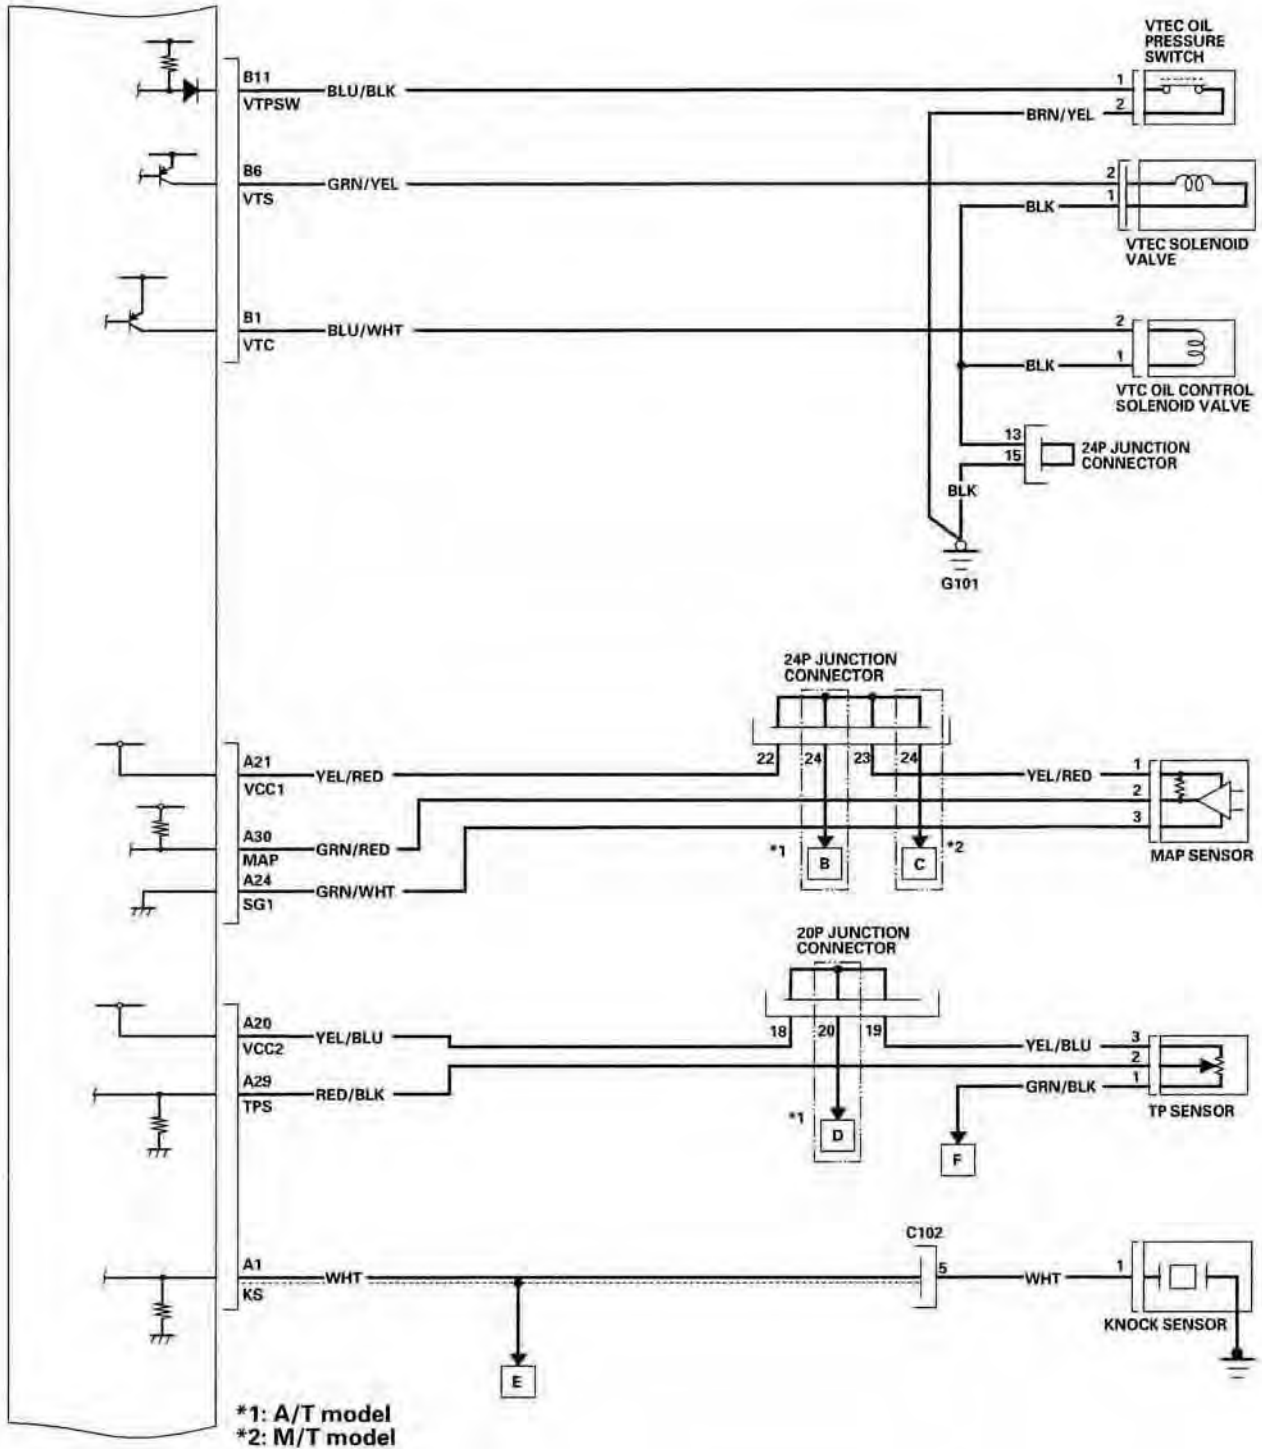 VTEC OIL
PRESSURE
SWITCH
B11
VTPSW
BLU/BLK
1
2
BRN/YEL
B6
VTS
GRN/YEL
2
1
BLK
VTEC SOLENOID
VALVE
B1
VTC
BLU/WHT
2
1
BLK
VTC OIL CONTROL
SOLENOID VALVE
13
15
24P JUNCTION
CONNECTOR
BLK
G101
24P JUNCTION
CONNECTOR
22
24
23
24
A21
VCC1
YEL/RED
YEL/RED
1
2
3
A30
MAP
GRN/RED
*1
B
C
*2
MAP SENSOR
A24
SG1
GRN/WHT
20P JUNCTION
CONNECTOR
18
20
19
A20
VCC2
YEL/BLU
YEL/BLU
3
2
1
A29
TPS
RED/BLK
GRN/BLK
TP SENSOR
*1
D
F
C102
A1
KS
WHT
5
WHT
1
KNOCK SENSOR
E
*1: A/T model
*2: M/T model